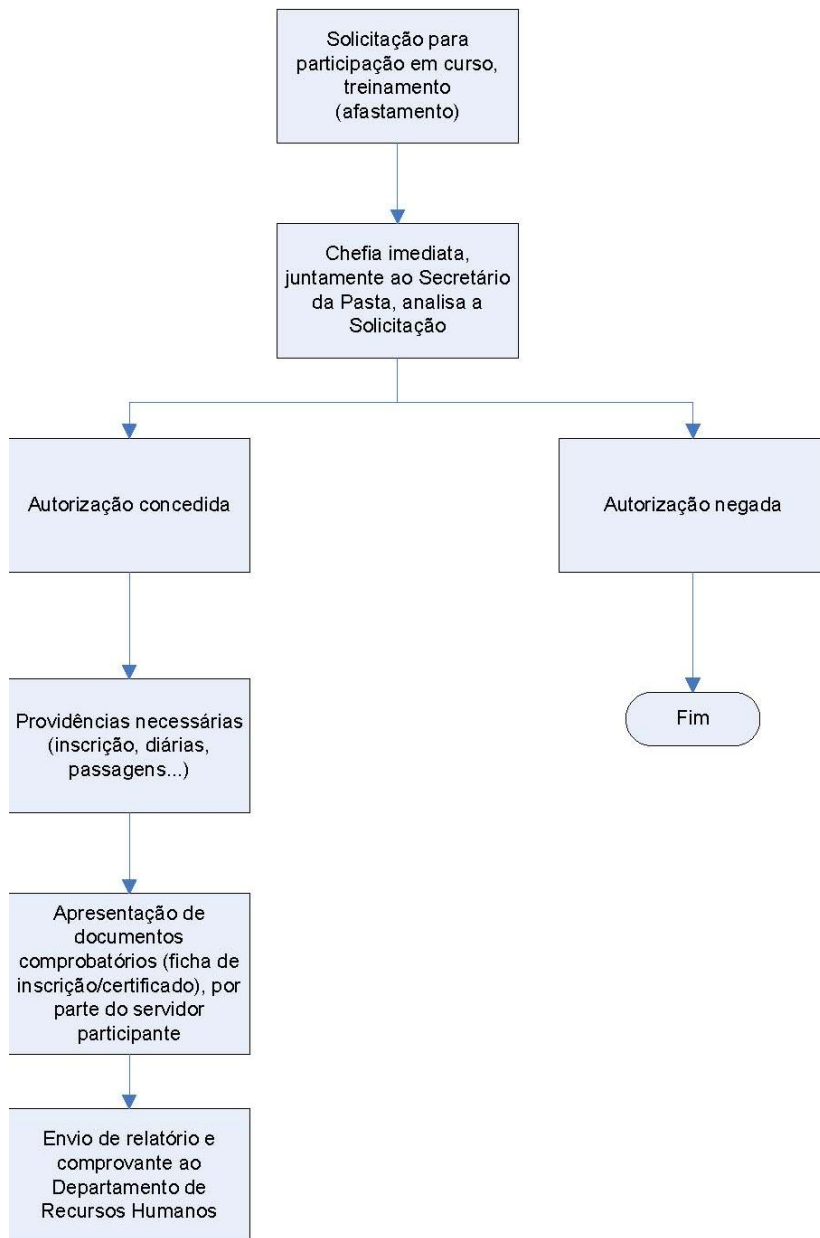 Solicitação para
participação em curso,
treinamento
(afastamento)
Chefia imediata,
juntamente ao Secretário
da Pasta, analisa a
Solicitação
Autorização concedida
Autorização negada
Providências necessárias
(inscrição, diárias,
passagens...)
Fim
Apresentação de
documentos
comprobatórios (ficha de
inscrição/certificado), por
parte do servidor
participante
Envio de relatório e
comprovante ao
Departamento de
Recursos Humanos